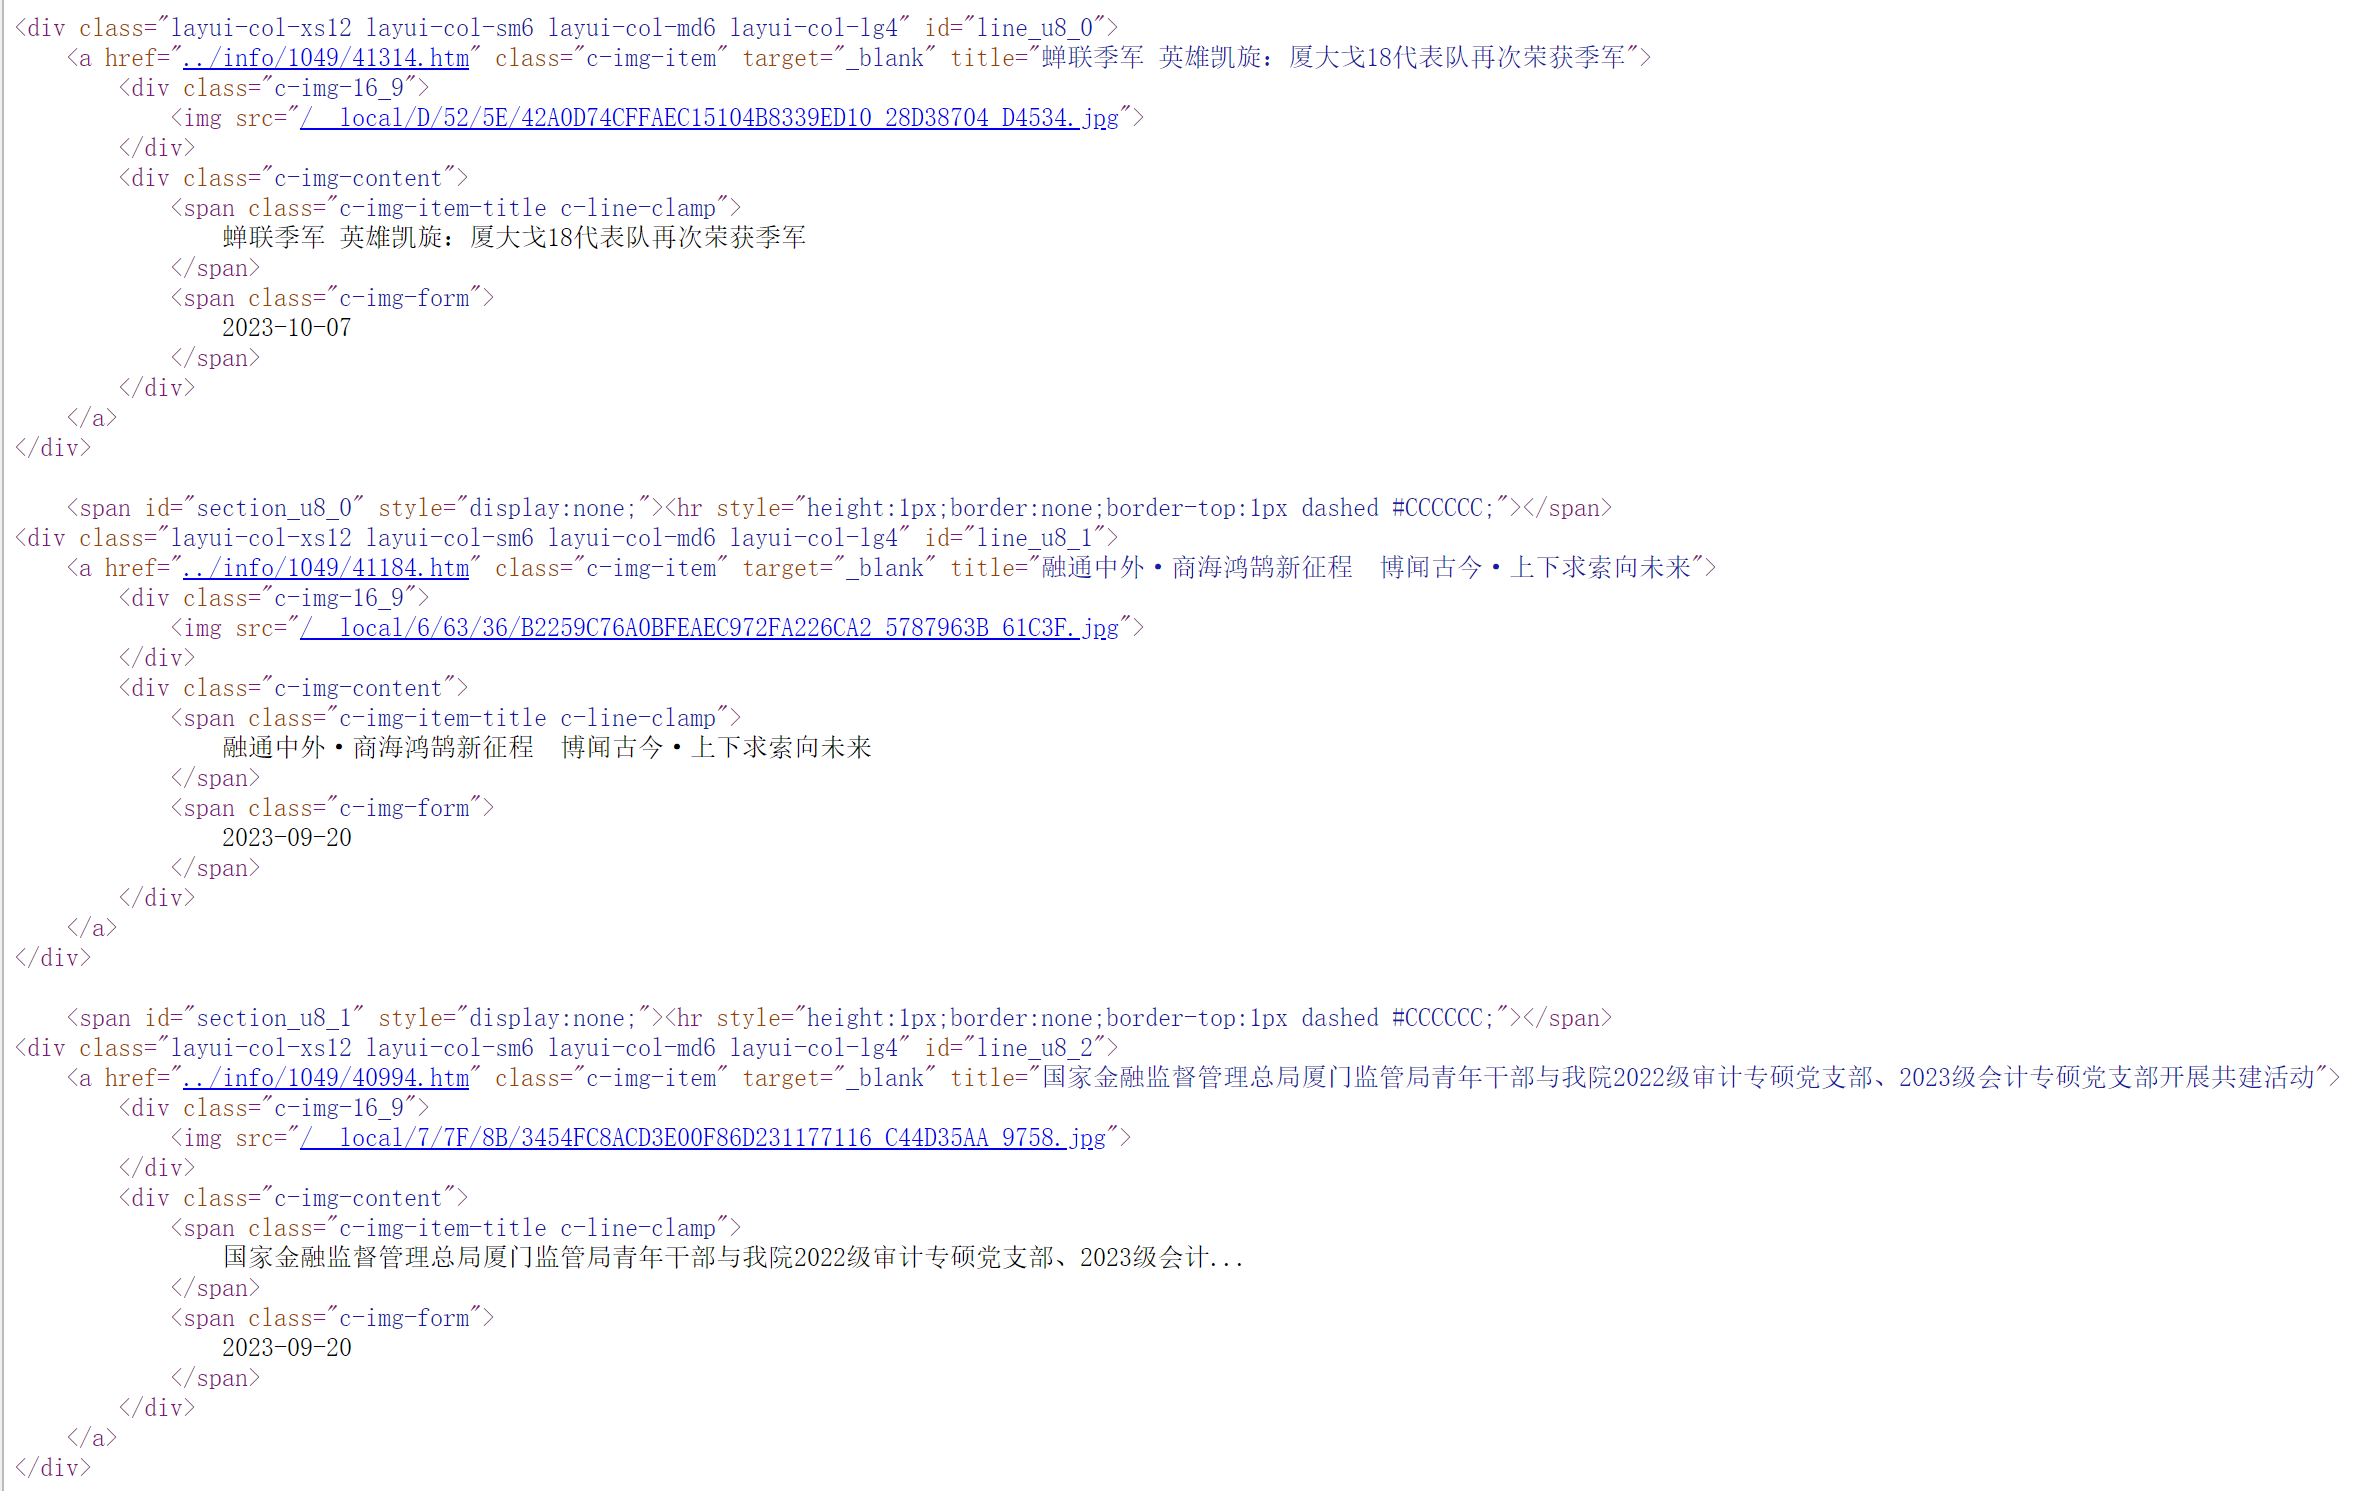 <div class="layui-col-xs12 layui-col-sm6 layui-col-md6 layui-col-lg4" id="line_u8_0">
<a href="../info/1049/41314.htm" class="c-img-item" target="_blank" title="蝉联季军 英雄凯旋：厦大戈18代表队再次荣获季军">
<div class="c-img-16_9">
<img src="/__local/D/52/5E/42A0D74CFFAEC15104B8339ED10_28D38704_D4534.jpg">
</div>
<div class="c-img-content">
<span class="c-img-item-title c-line-clamp">
蝉联季军 英雄凯旋：厦大戈18代表队再次荣获季军
</span>
<span class="c-img-form">
2023-10-07
</span>
</div>
</a>
</div>
<span id="section_u8_0" style="display:none;"><hr style="height:1px;border:none;border-top:1px dashed #CCCCCC;"></span>
<div class="layui-col-xs12 layui-col-sm6 layui-col-md6 layui-col-lg4" id="line_u8_1">
<a href="../info/1049/41184.htm" class="c-img-item" target="_blank" title="融通中外·商海鸿鹄新征程　博闻古今·上下求索向未来">
<div class="c-img-16_9">
<img src="/__local/6/63/36/B2259C76A0BFEAEC972FA226CA2_5787963B_61C3F.jpg">
</div>
<div class="c-img-content">
<span class="c-img-item-title c-line-clamp">
融通中外·商海鸿鹄新征程　博闻古今·上下求索向未来
</span>
<span class="c-img-form">
2023-09-20
</span>
</div>
</a>
</div>
<span id="section_u8_1" style="display:none;"><hr style="height:1px;border:none;border-top:1px dashed #CCCCCC;"></span>
<div class="layui-col-xs12 layui-col-sm6 layui-col-md6 layui-col-lg4" id="line_u8_2">
<a href="../info/1049/40994.htm" class="c-img-item" target="_blank" title="国家金融监督管理总局厦门监管局青年干部与我院2022级审计专硕党支部、2023级会计专硕党支部开展共建活动">
<div class="c-img-16_9">
<img src="/__local/7/7F/8B/3454FC8ACD3E00F86D231177116_C44D35AA_9758.jpg">
</div>
<div class="c-img-content">
<span class="c-img-item-title c-line-clamp">
国家金融监督管理总局厦门监管局青年干部与我院2022级审计专硕党支部、2023级会计...
</span>
<span class="c-img-form">
2023-09-20
</span>
</div>
</a>
</div>